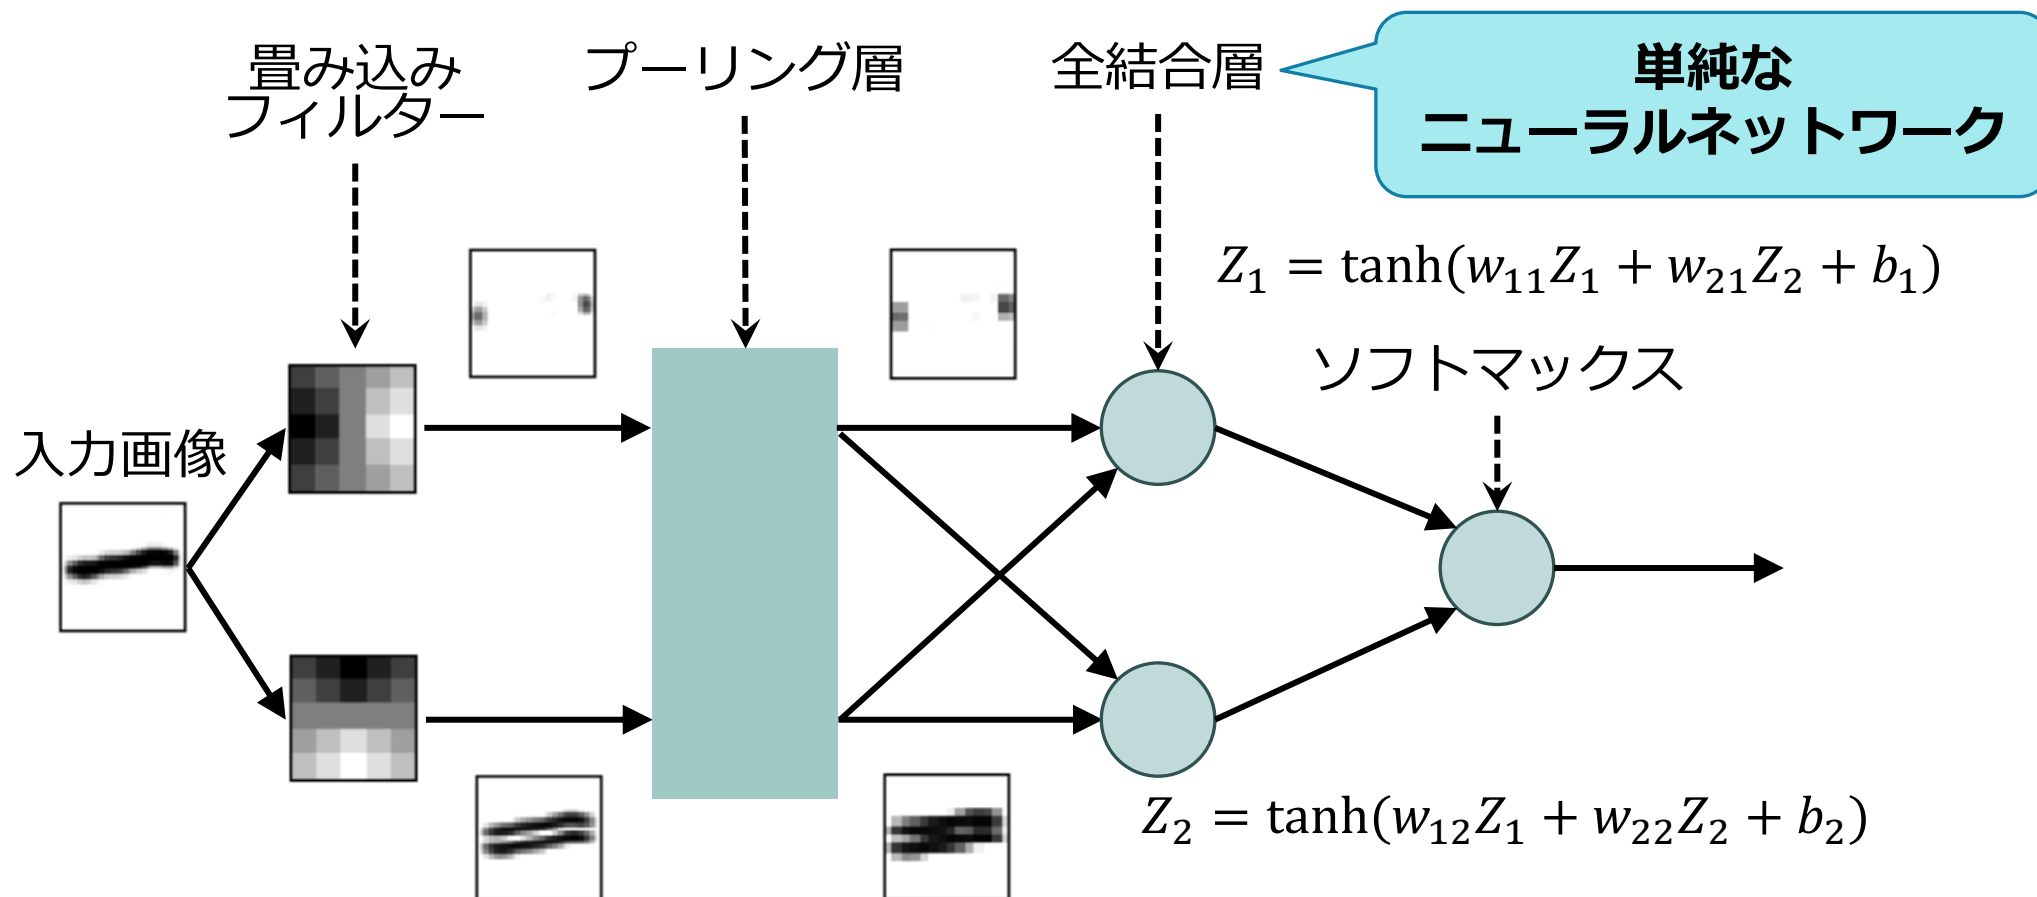 畳み込み
フィルター
プーリング層
全結合層
単純な
ニューラルネットワーク
Z₁ = tanh(w₁₁Z₁ + w₂₁Z₂ + b₁)
ソフトマックス
入力画像
Z₂ = tanh(w₁₂Z₁ + w₂₂Z₂ + b₂)